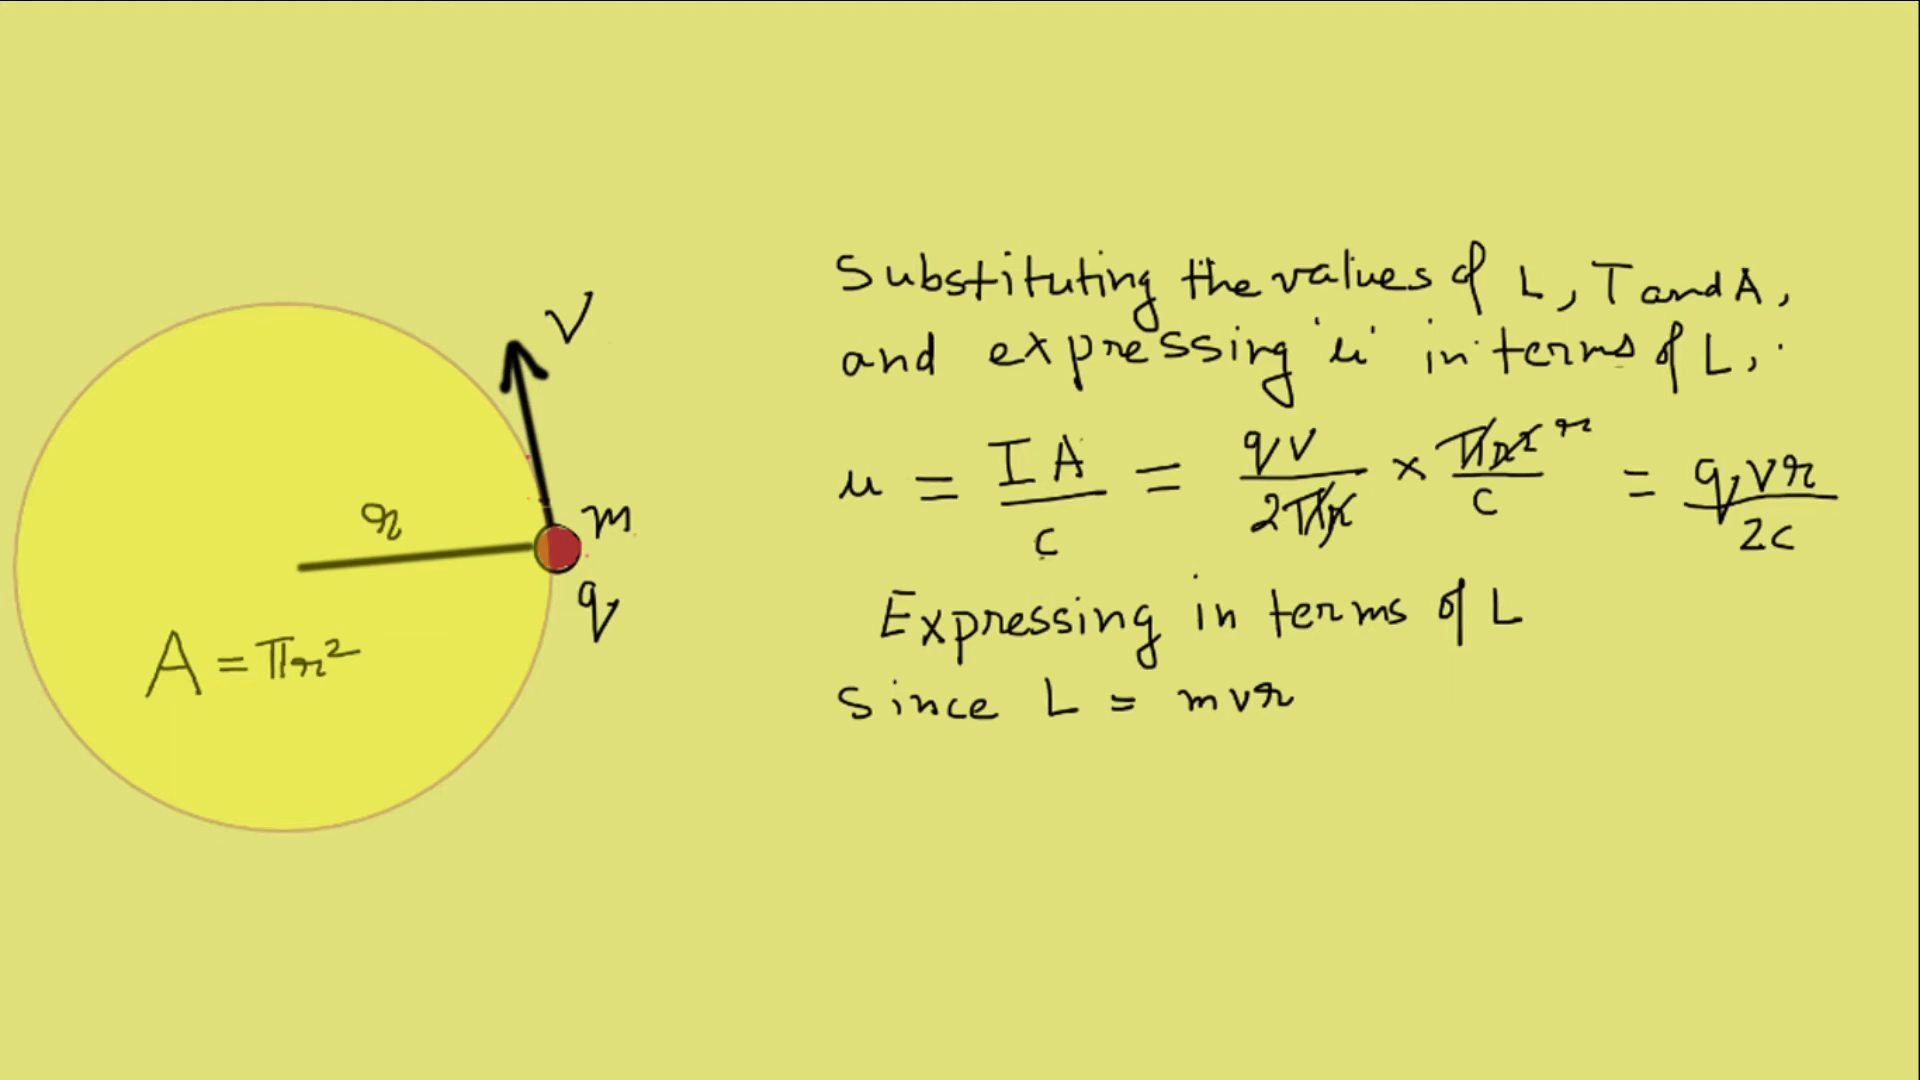 V
r
m
q
A = πr²
Substituting the values of L, T and A,
and expressing 'μ' in terms of L,
μ = IA/c = qv/2πr × πr²/c r = qvr/2c
Expressing in terms of L
since L = mvr